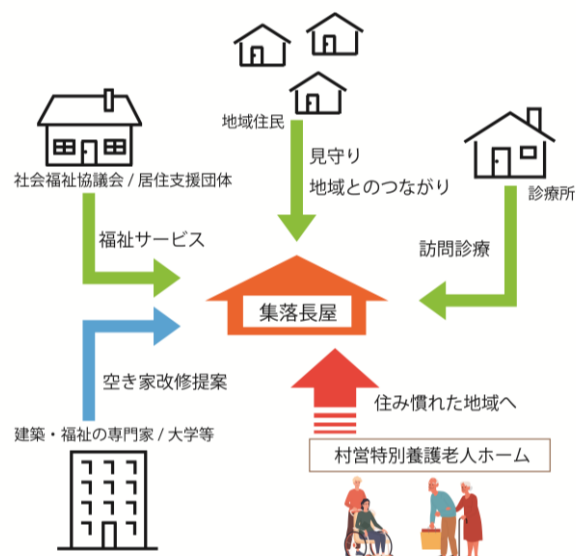 地域住民
見守り
地域とのつながり
社会福祉協議会 / 居住支援団体
診療所
福祉サービス
訪問診療
集落長屋
空き家改修提案
住み慣れた地域へ
建築・福祉の専門家 / 大学等
村営特別養護老人ホーム